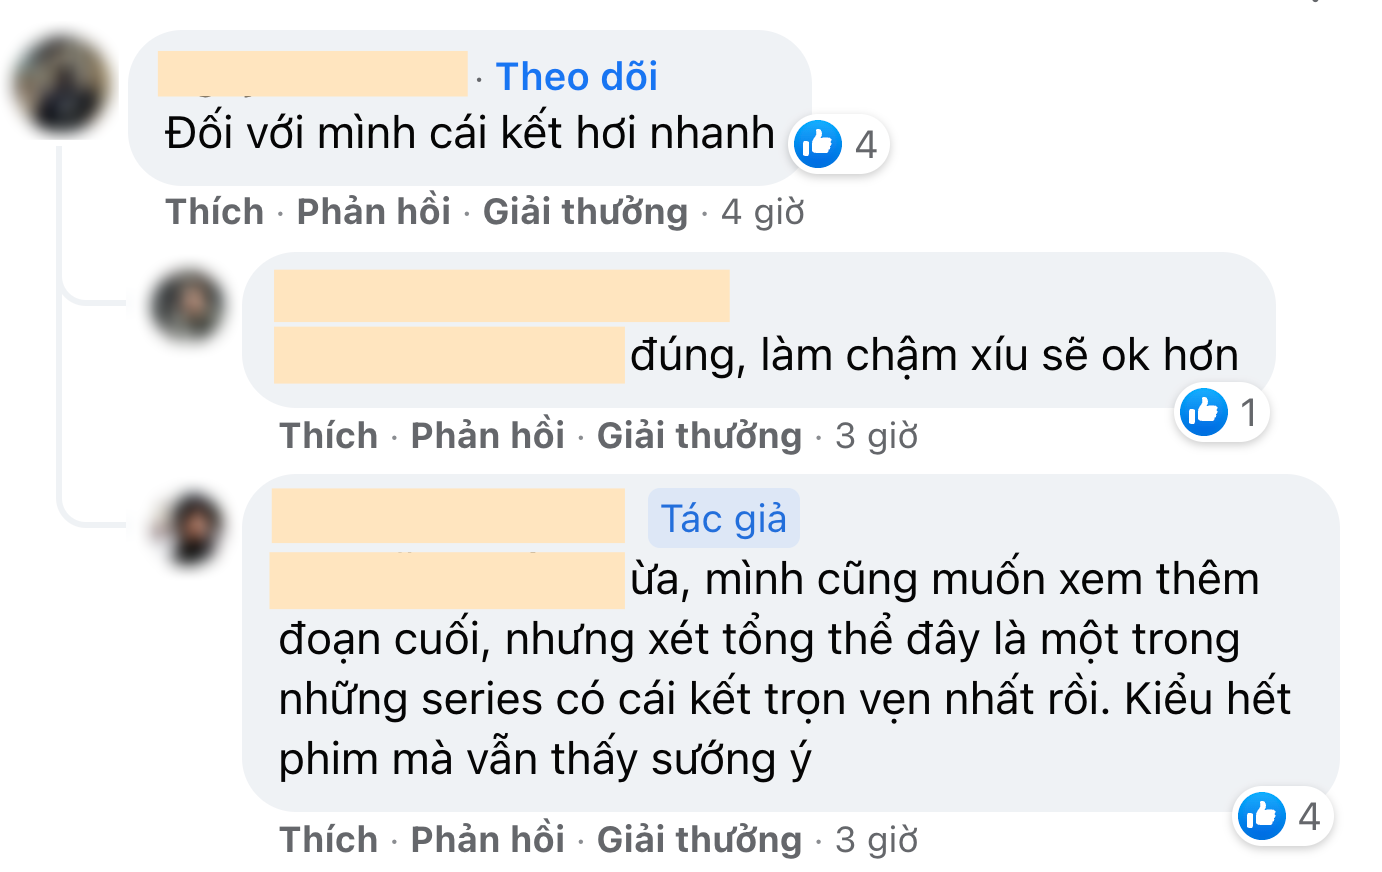 · Theo dõi
Đối với mình cái kết hơi nhanh
4
Thích · Phản hồi · Giải thưởng · 4 giờ
đúng, làm chậm xíu sẽ ok hơn
1
Thích · Phản hồi · Giải thưởng · 3 giờ
Tác giả
ừa, mình cũng muốn xem thêm
đoạn cuối, nhưng xét tổng thể đây là một trong
những series có cái kết trọn vẹn nhất rồi. Kiểu hết
phim mà vẫn thấy sướng ý
4
Thích · Phản hồi · Giải thưởng · 3 giờ